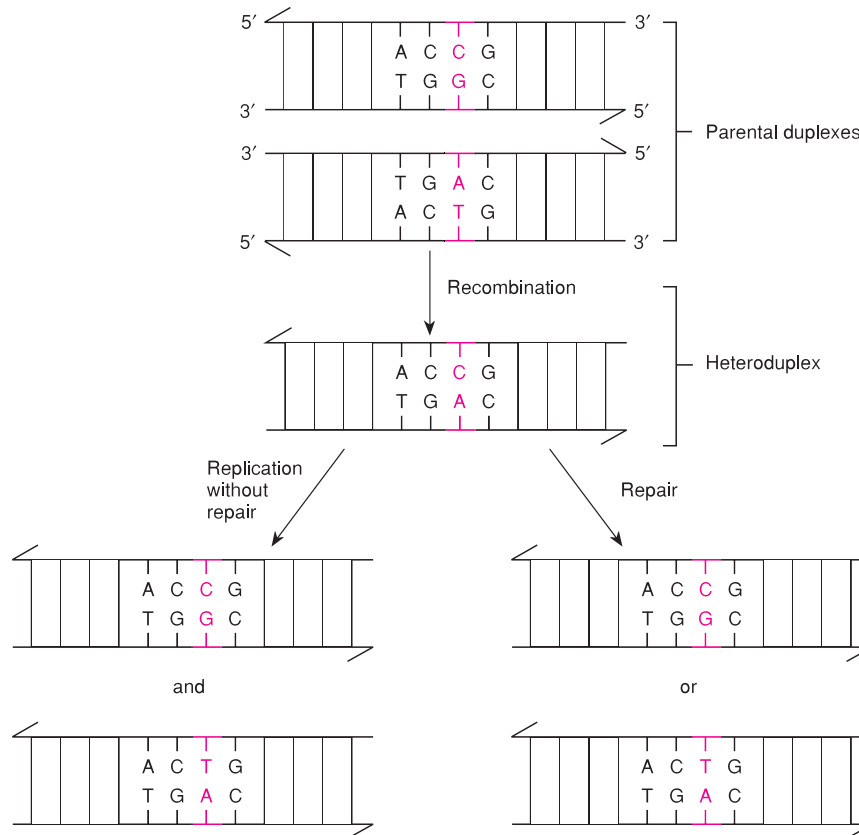 5′ 3′
A C C G
T G G C
3′ 5′
Parental duplexes
3′ 5′
T G A C
A C T G
5′ 3′
Recombination
Heteroduplex
A C C G
T G A C
Replication
without
repair
Repair
A C C G
T G G C
and
A C T G
T G A C
A C C G
T G G C
or
A C T G
T G A C